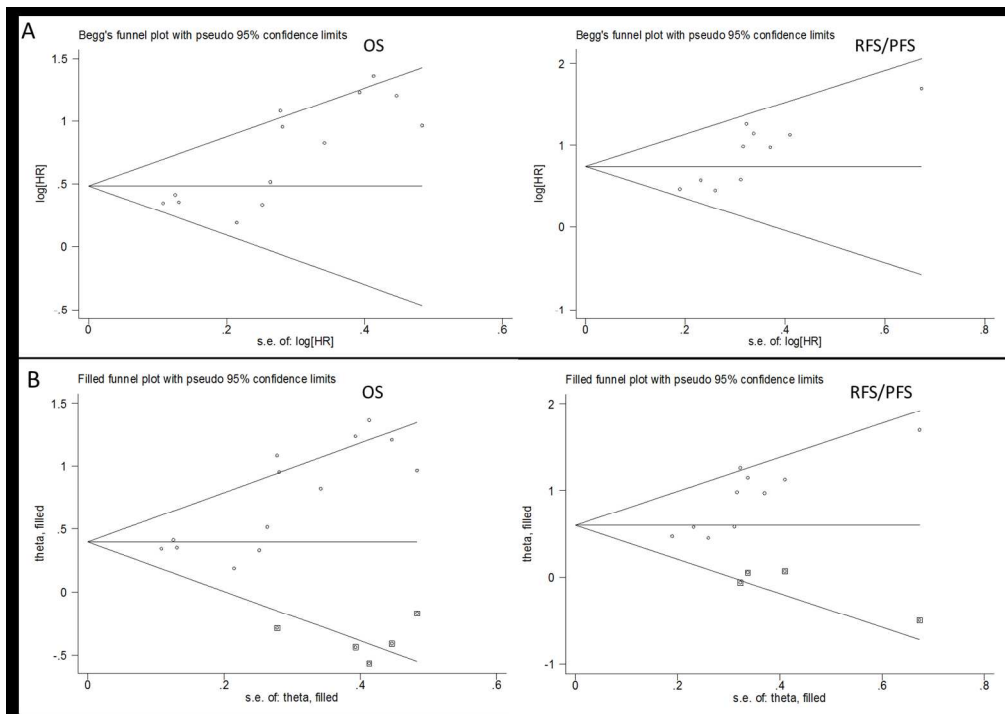 A
Begg's funnel plot with pseudo 95% confidence limits
OS
1.5
1
.5
0
-.5
log[HR]
0
.2
.4
.6
s.e. of: log[HR]
Begg's funnel plot with pseudo 95% confidence limits
RFS/PFS
2
1
0
-1
log[HR]
0
.2
.4
.6
.8
s.e. of: log[HR]
B
Filled funnel plot with pseudo 95% confidence limits
OS
1.5
1
.5
0
-.5
theta, filled
0
.2
.4
.6
s.e. of: theta, filled
Filled funnel plot with pseudo 95% confidence limits
RFS/PFS
2
1
0
-1
theta, filled
0
.2
.4
.6
.8
s.e. of: theta, filled